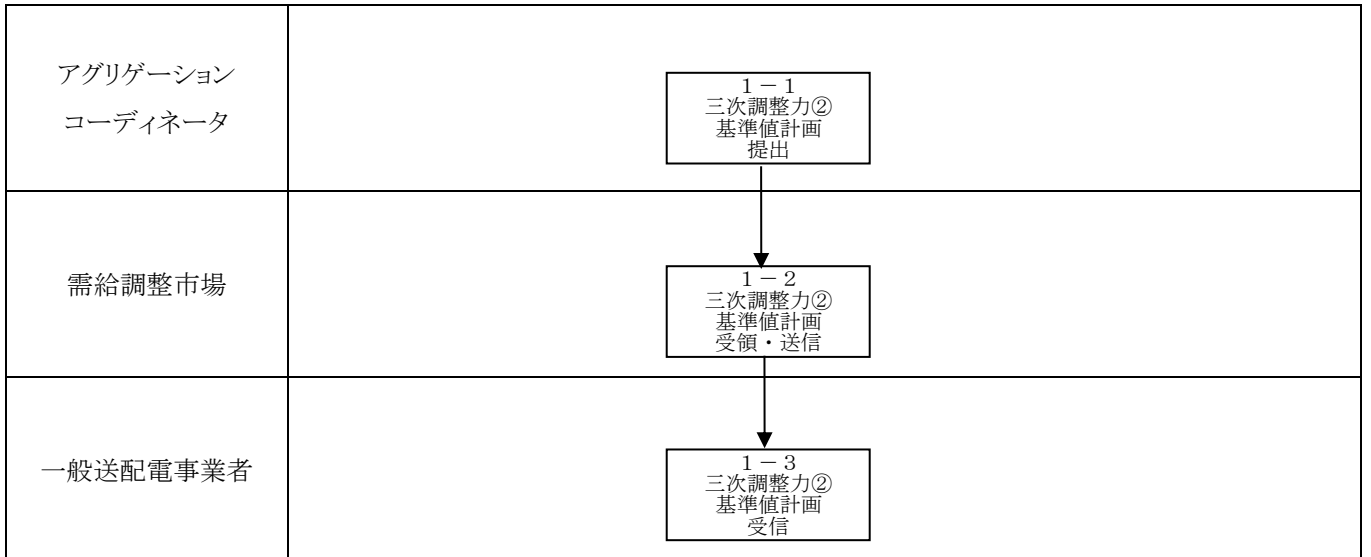 アグリゲーション
コーディネータ
１－１
三次調整力②
基準値計画
提出
需給調整市場
１－２
三次調整力②
基準値計画
受領・送信
一般送配電事業者
１－３
三次調整力②
基準値計画
受信